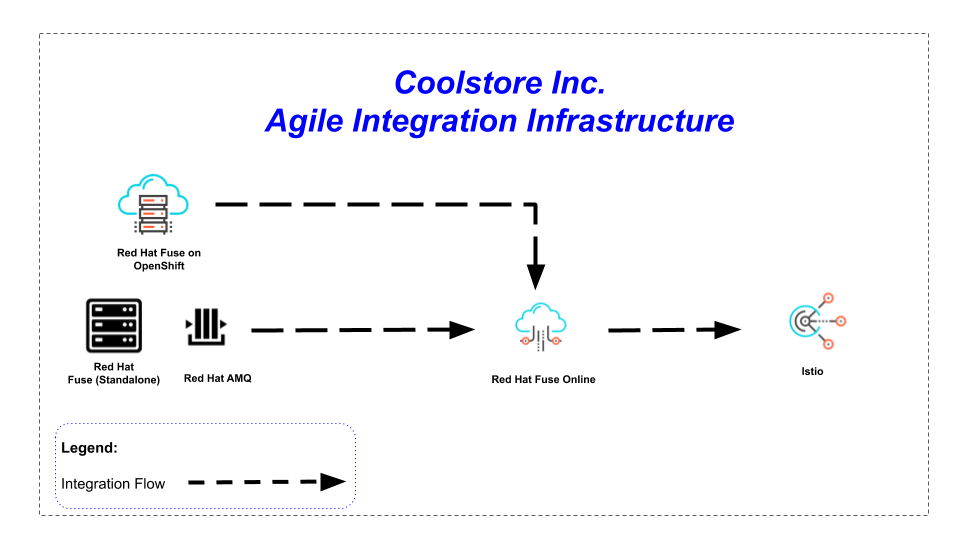 Coolstore Inc.
Agile Integration Infrastructure
Red Hat Fuse on
OpenShift
Red Hat
Fuse (Standalone)
Red Hat AMQ
Red Hat Fuse Online
Istio
Legend:
Integration Flow